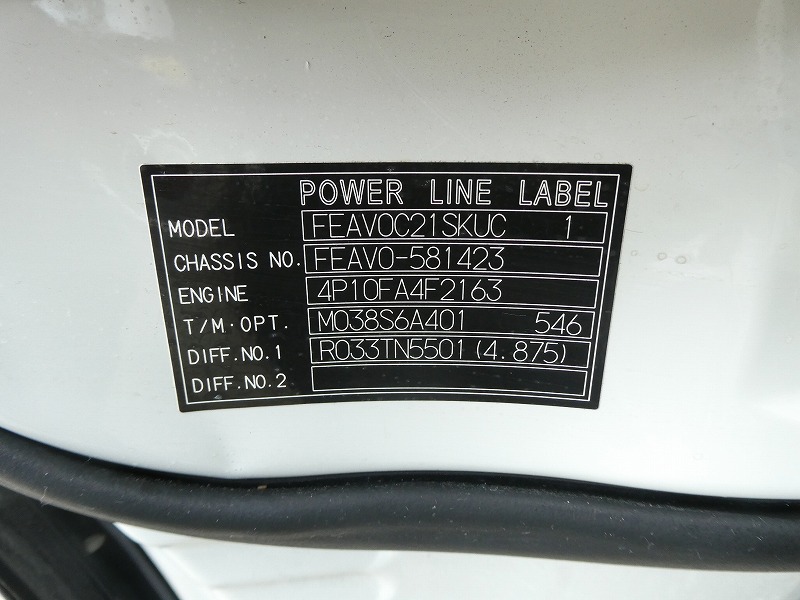 POWER LINE LABEL
MODEL FEAV0C21SKUC 1
CHASSIS NO. FEAV0-581423
ENGINE 4P10FA4F2163
T/M·OPT. M038S6A401 546
DIFF.NO.1 R033TN5501(4.875)
DIFF.NO.2